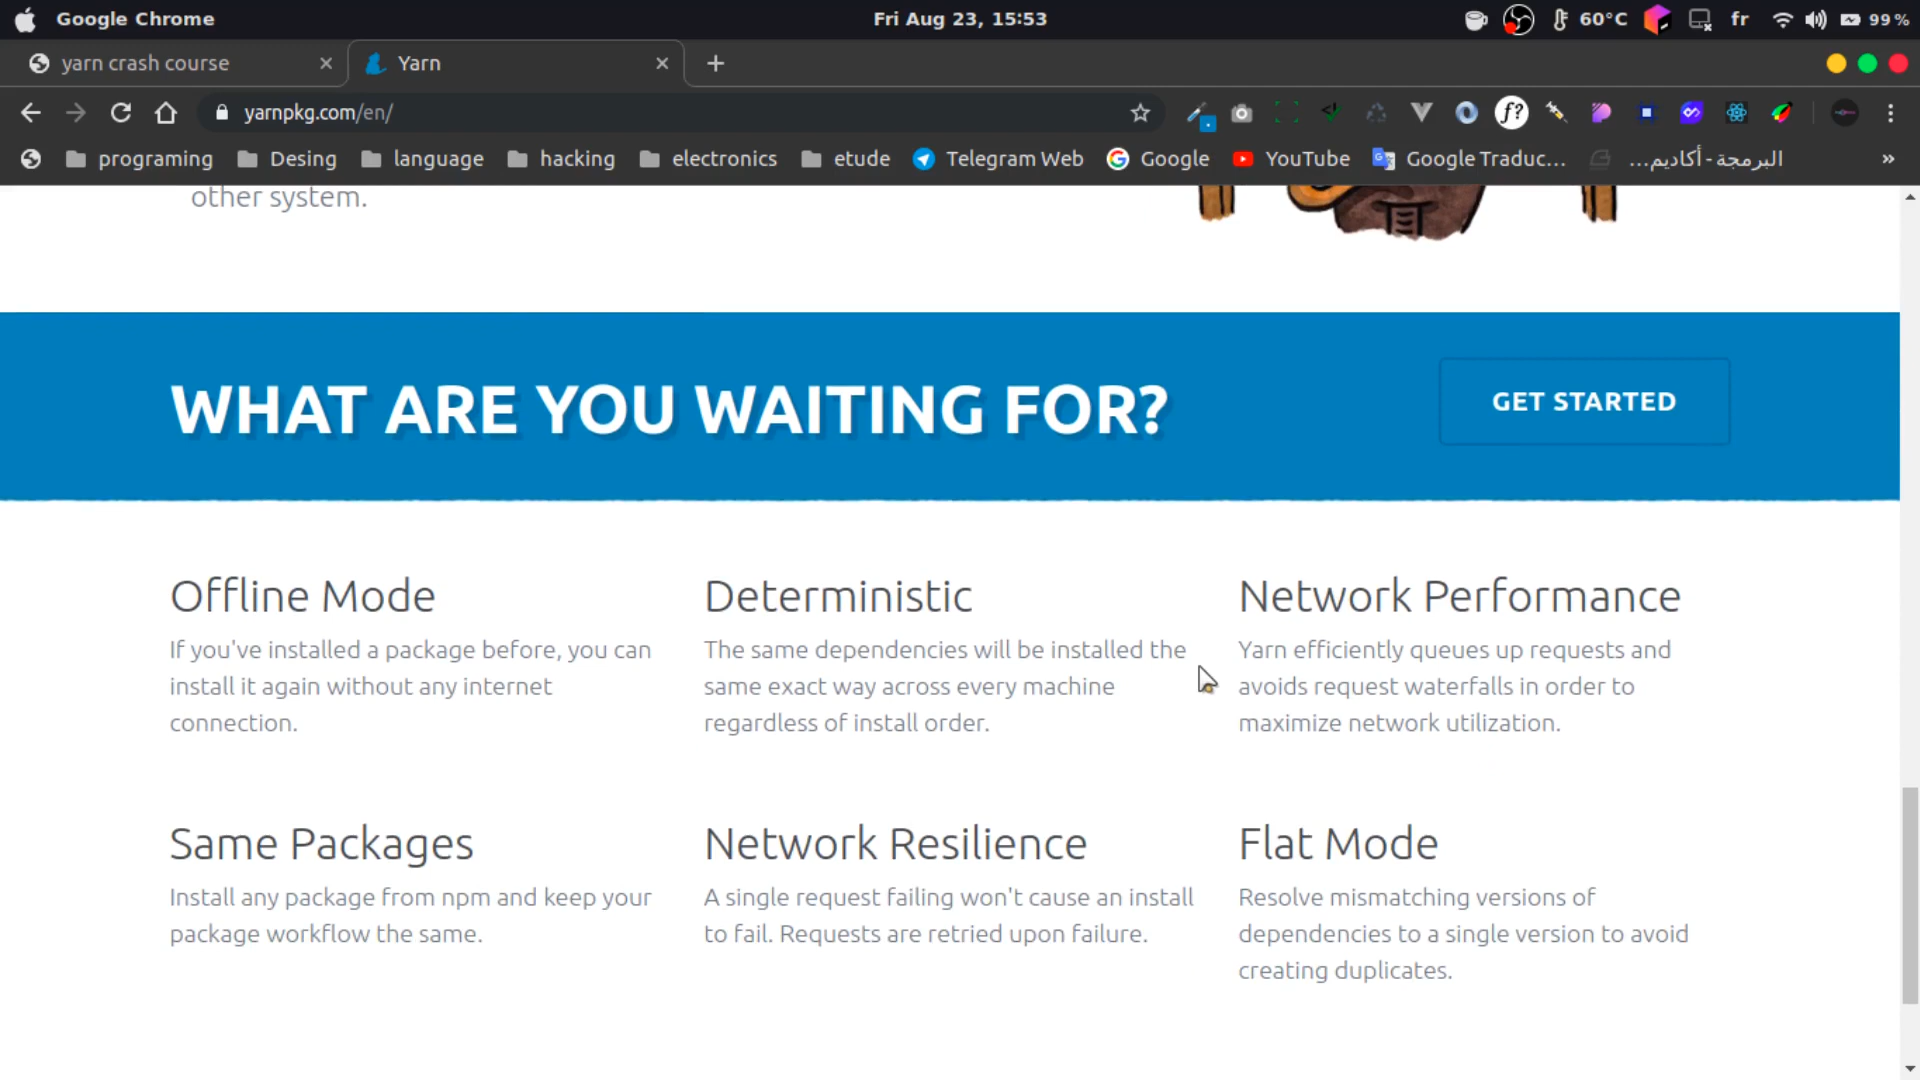 Google Chrome
Fri Aug 23, 15:53
60°C
fr
99 %
yarn crash course
Yarn
yarnpkg.com/en/
f?
programing
Desing
language
hacking
electronics
etude
Telegram Web
Google
YouTube
Google Traduc...
البرمجة - أكاديم...
»
other system.
WHAT ARE YOU WAITING FOR?
GET STARTED
Offline Mode
If you've installed a package before, you can
install it again without any internet
connection.
Deterministic
The same dependencies will be installed the
same exact way across every machine
regardless of install order.
Network Performance
Yarn efficiently queues up requests and
avoids request waterfalls in order to
maximize network utilization.
Same Packages
Install any package from npm and keep your
package workflow the same.
Network Resilience
A single request failing won't cause an install
to fail. Requests are retried upon failure.
Flat Mode
Resolve mismatching versions of
dependencies to a single version to avoid
creating duplicates.